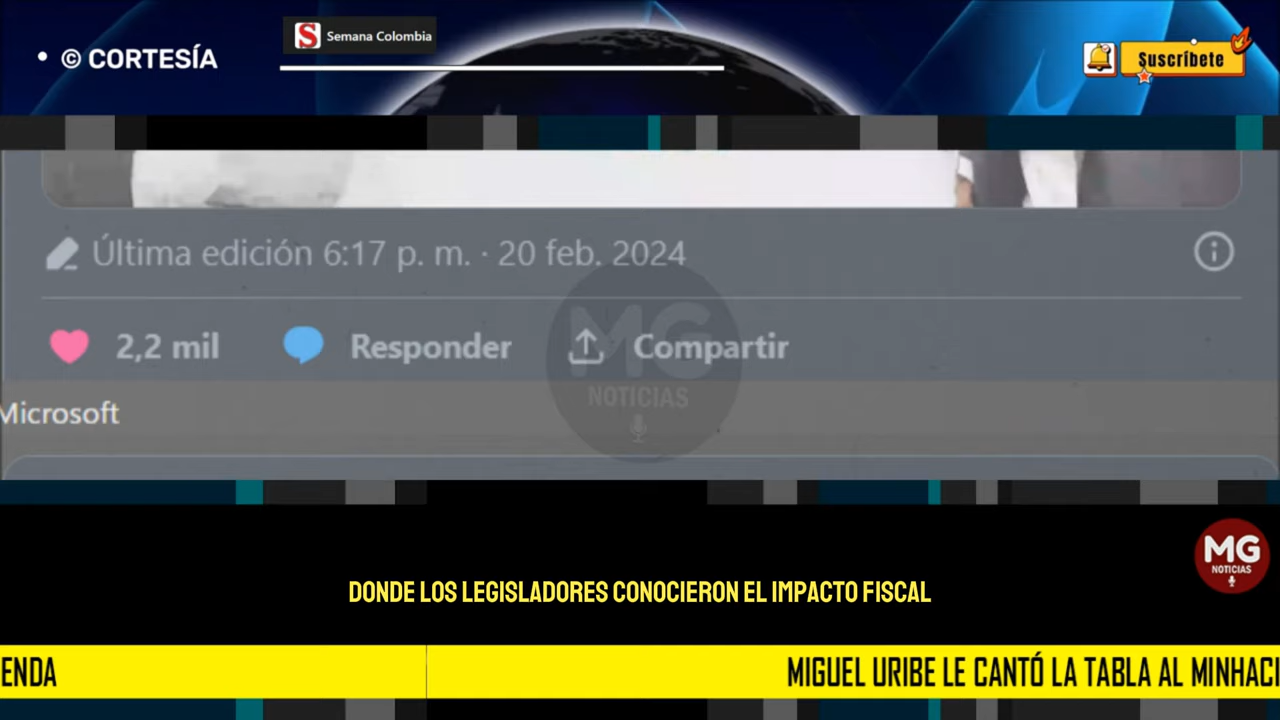 © CORTESÍA
Semana Colombia
Suscríbete
Última edición 6:17 p. m. · 20 feb. 2024
2,2 mil Responder Compartir
MG
NOTICIAS
Microsoft
MG
NOTICIAS
DONDE LOS LEGISLADORES CONOCIERON EL IMPACTO FISCAL
ENDA MIGUEL URIBE LE CANTÓ LA TABLA AL MINHACI